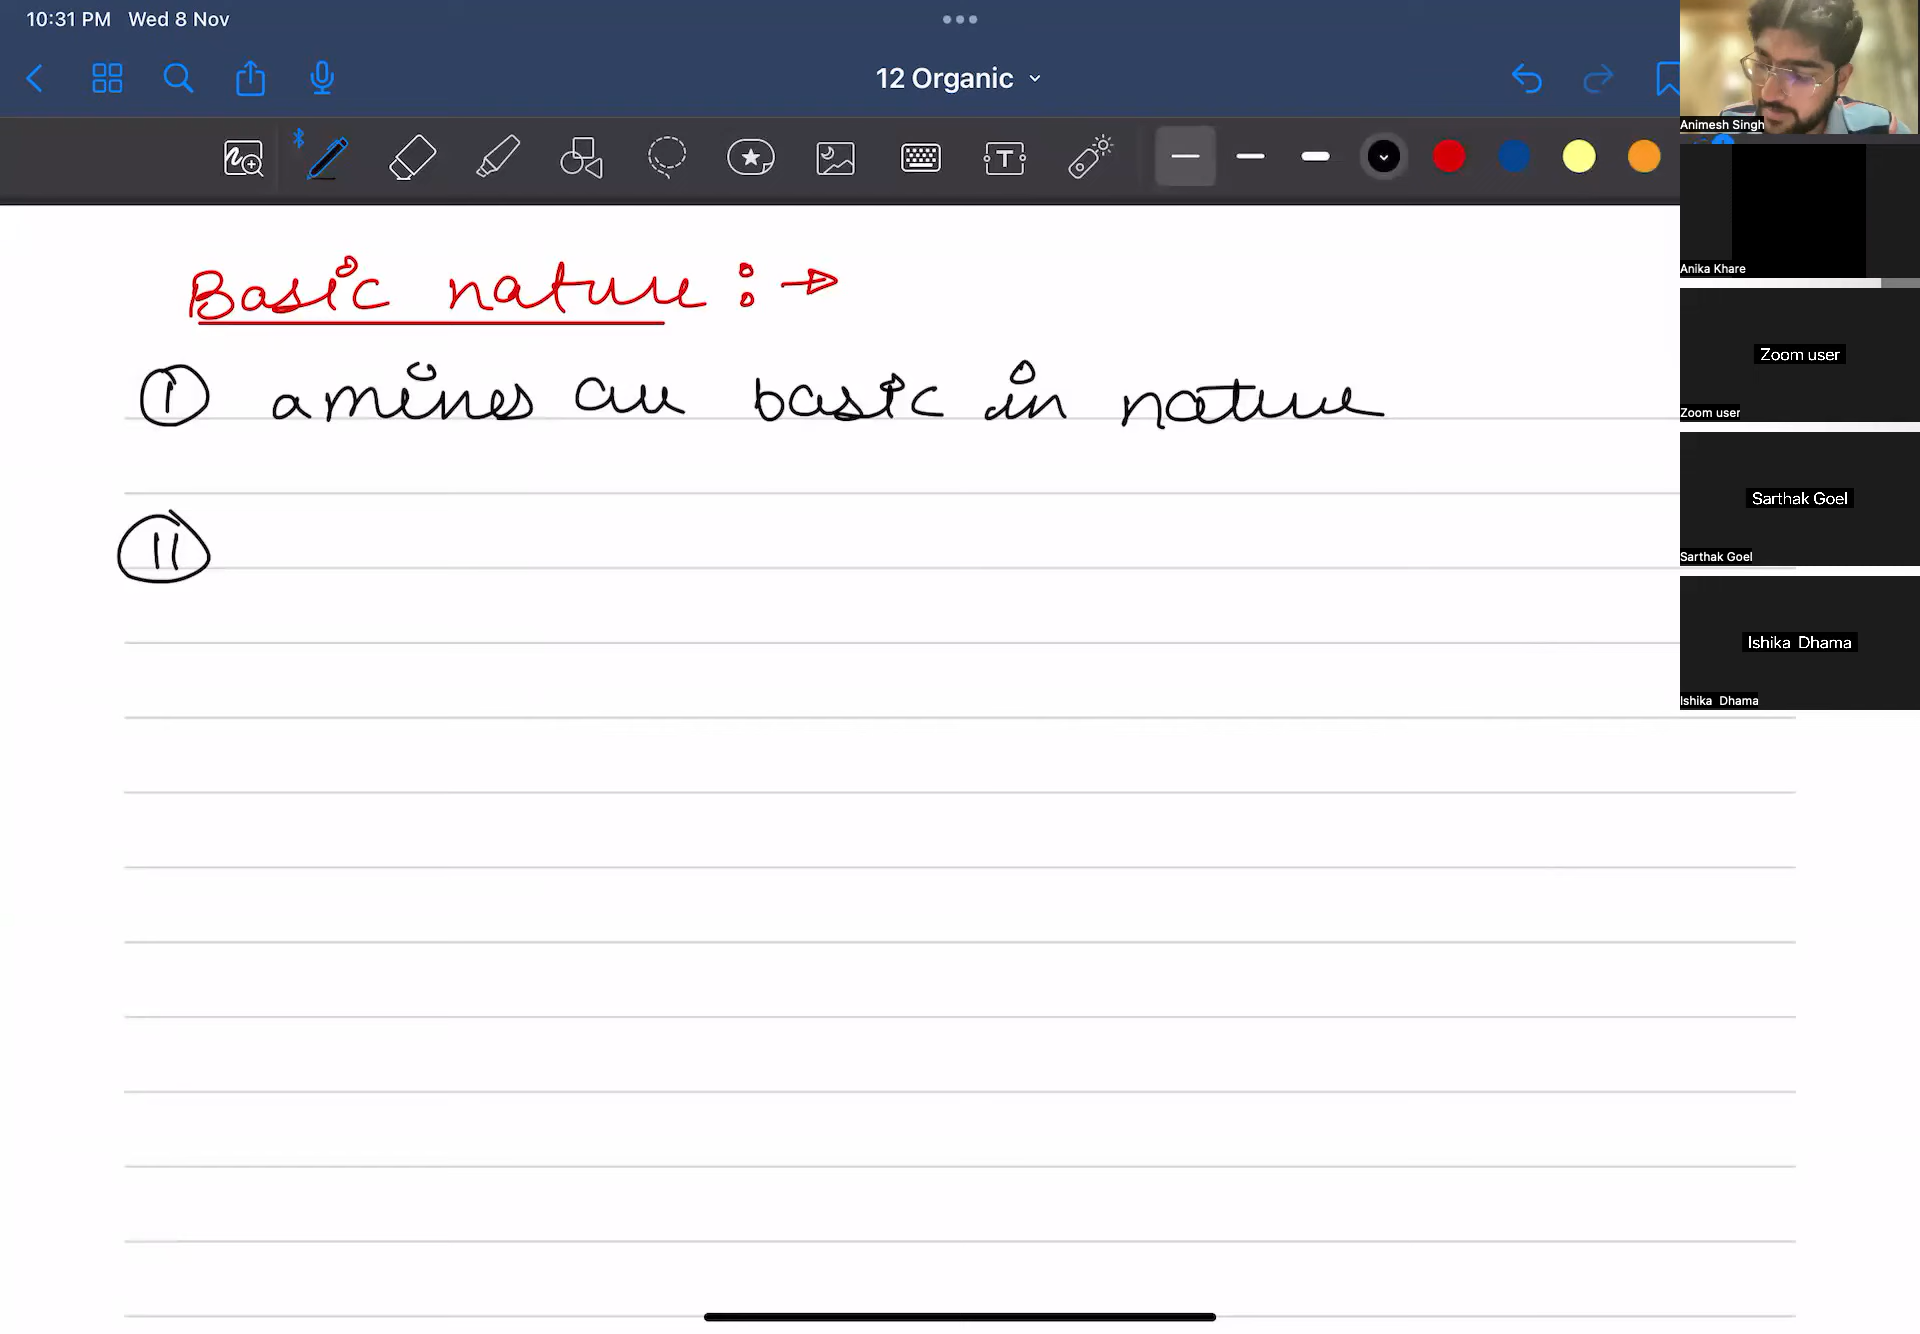 10:31 PM Wed 8 Nov
12 Organic
Animesh Singh
Anika Khare
Zoom user
Zoom user
Sarthak Goel
Sarthak Goel
Ishika Dhama
Ishika Dhama
T
Basic nature :→
① amines are basic in nature
⑪